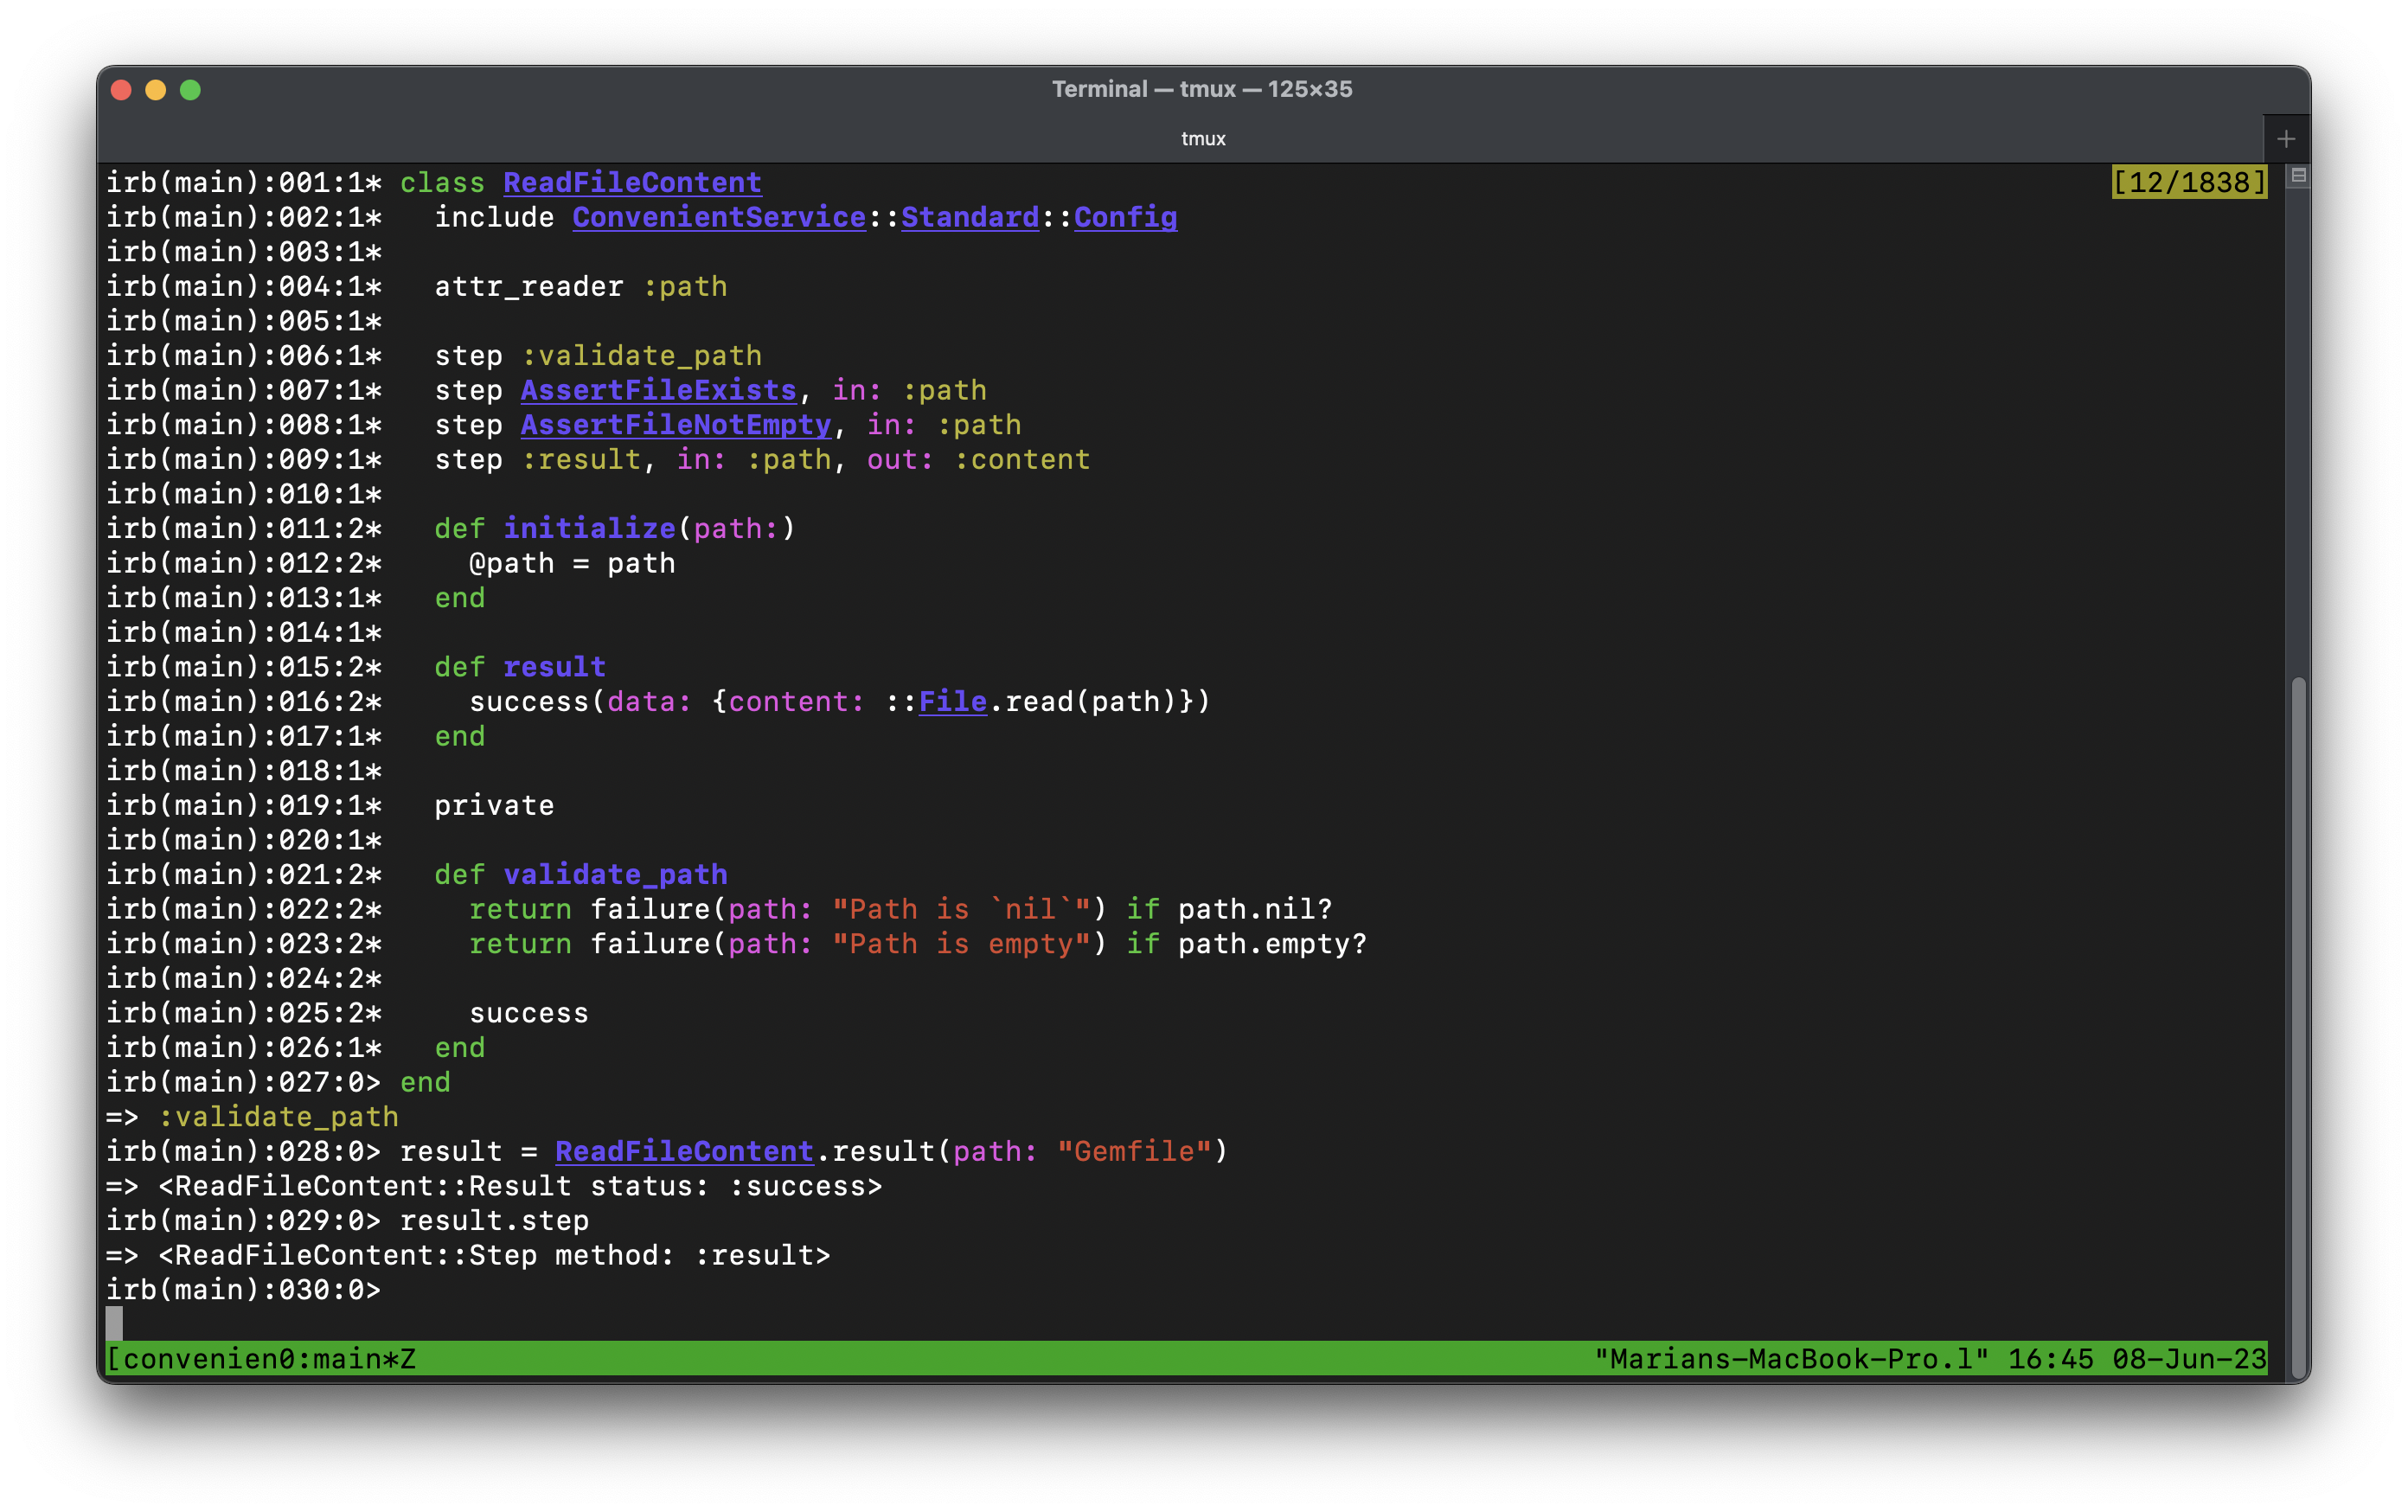 Terminal — tmux — 125×35
tmux
irb(main):001:1* class ReadFileContent [12/1838]
irb(main):002:1*   include ConvenientService::Standard::Config
irb(main):003:1*
irb(main):004:1*   attr_reader :path
irb(main):005:1*
irb(main):006:1*   step :validate_path
irb(main):007:1*   step AssertFileExists, in: :path
irb(main):008:1*   step AssertFileNotEmpty, in: :path
irb(main):009:1*   step :result, in: :path, out: :content
irb(main):010:1*
irb(main):011:2*   def initialize(path:)
irb(main):012:2*     @path = path
irb(main):013:1*   end
irb(main):014:1*
irb(main):015:2*   def result
irb(main):016:2*     success(data: {content: ::File.read(path)})
irb(main):017:1*   end
irb(main):018:1*
irb(main):019:1*   private
irb(main):020:1*
irb(main):021:2*   def validate_path
irb(main):022:2*     return failure(path: "Path is `nil`") if path.nil?
irb(main):023:2*     return failure(path: "Path is empty") if path.empty?
irb(main):024:2*
irb(main):025:2*     success
irb(main):026:1*   end
irb(main):027:0> end
=> :validate_path
irb(main):028:0> result = ReadFileContent.result(path: "Gemfile")
=> <ReadFileContent::Result status: :success>
irb(main):029:0> result.step
=> <ReadFileContent::Step method: :result>
irb(main):030:0>
[convenien0:main*Z "Marians-MacBook-Pro.l" 16:45 08-Jun-23